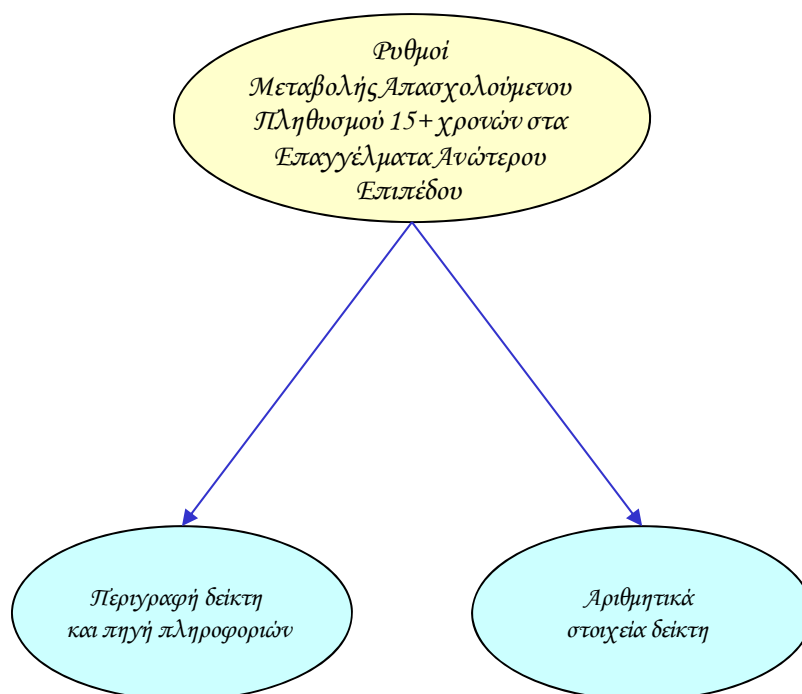 Ρυθμοί
Μεταβολής Απασχολούμενου
Πληθυσμού 15+ χρονών στα
Επαγγέλματα Ανώτερου
Επιπέδου
Περιγραφή δείκτη
και πηγή πληροφοριών
Αριθμητικά
στοιχεία δείκτη